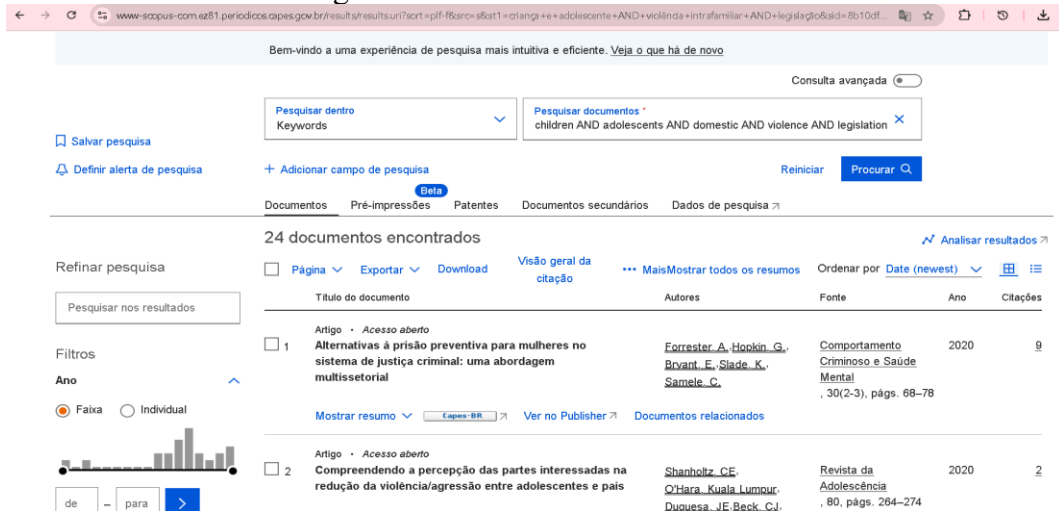 www-scopus-com.ez81.periodicos.capes.gov.br/results/results.uri?sort=plf-f&src=s&st1=criança+e+adolescente+AND+violência+intrafamiliar+AND+legislação&sid=8b10df...
Bem-vindo a uma experiência de pesquisa mais intuitiva e eficiente. Veja o que há de novo
Consulta avançada
Pesquisar dentro
Keywords
Pesquisar documentos *
children AND adolescents AND domestic AND violence AND legislation
Salvar pesquisa
Definir alerta de pesquisa
+ Adicionar campo de pesquisa
Reiniciar
Procurar
Beta
Documentos Pré-impressões Patentes Documentos secundários Dados de pesquisa
24 documentos encontrados
Analisar resultados
Refinar pesquisa
Página Exportar Download Visão geral da citação ••• MaisMostrar todos os resumos Ordenar por Date (newest)
Título do documento Autores Fonte Ano Citações
Pesquisar nos resultados
Filtros
Ano
Faixa Individual
de – para
Artigo • Acesso aberto
1 Alternativas à prisão preventiva para mulheres no
sistema de justiça criminal: uma abordagem
multissetorial
Forrester, A., Hopkin, G.,
Bryant, E., Slade, K.,
Samele, C.
Comportamento
Criminoso e Saúde
Mental
, 30(2-3), págs. 68–78
2020
9
Mostrar resumo Capes-BR Ver no Publisher Documentos relacionados
Artigo • Acesso aberto
2 Compreendendo a percepção das partes interessadas na
redução da violência/agressão entre adolescentes e pais
Shanholtz, CE,
O'Hara, Kuala Lumpur,
Duquesa, JE, Beck, CJ,
Revista da
Adolescência
, 80, págs. 264–274
2020
2